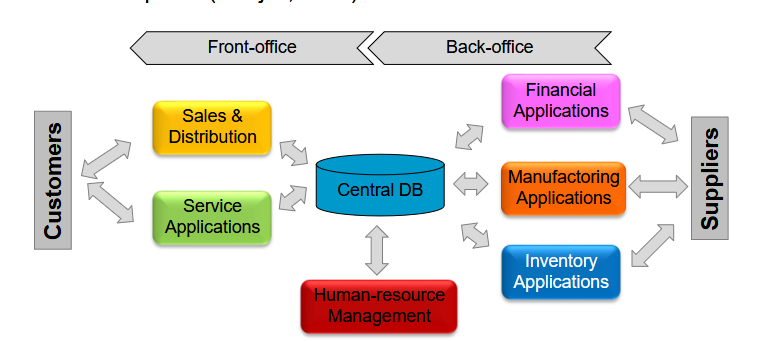 Front-office
Back-office
Customers
Sales &
Distribution
Service
Applications
Central DB
Human-resource
Management
Financial
Applications
Manufactoring
Applications
Inventory
Applications
Suppliers